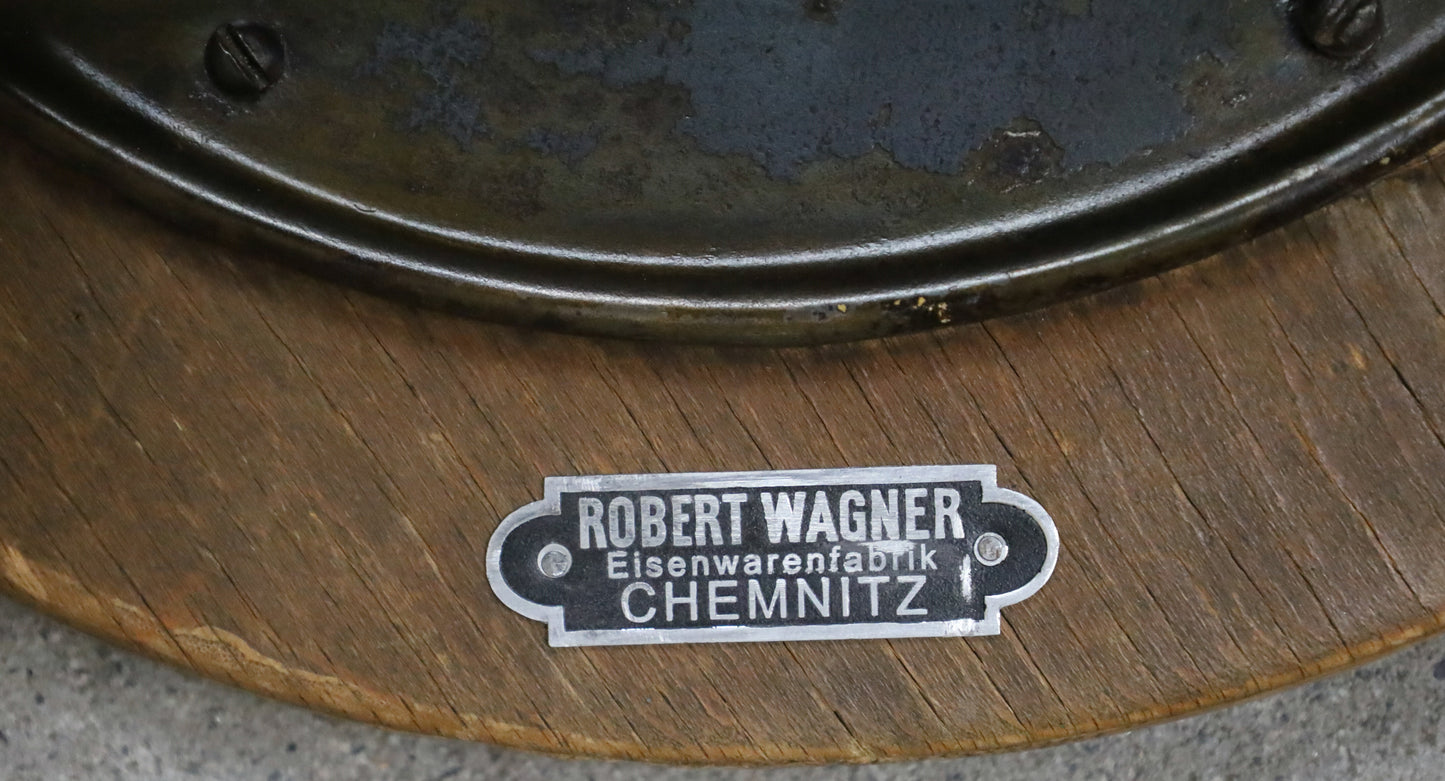 ROBERT WAGNER
Eisenwarenfabrik
CHEMNITZ